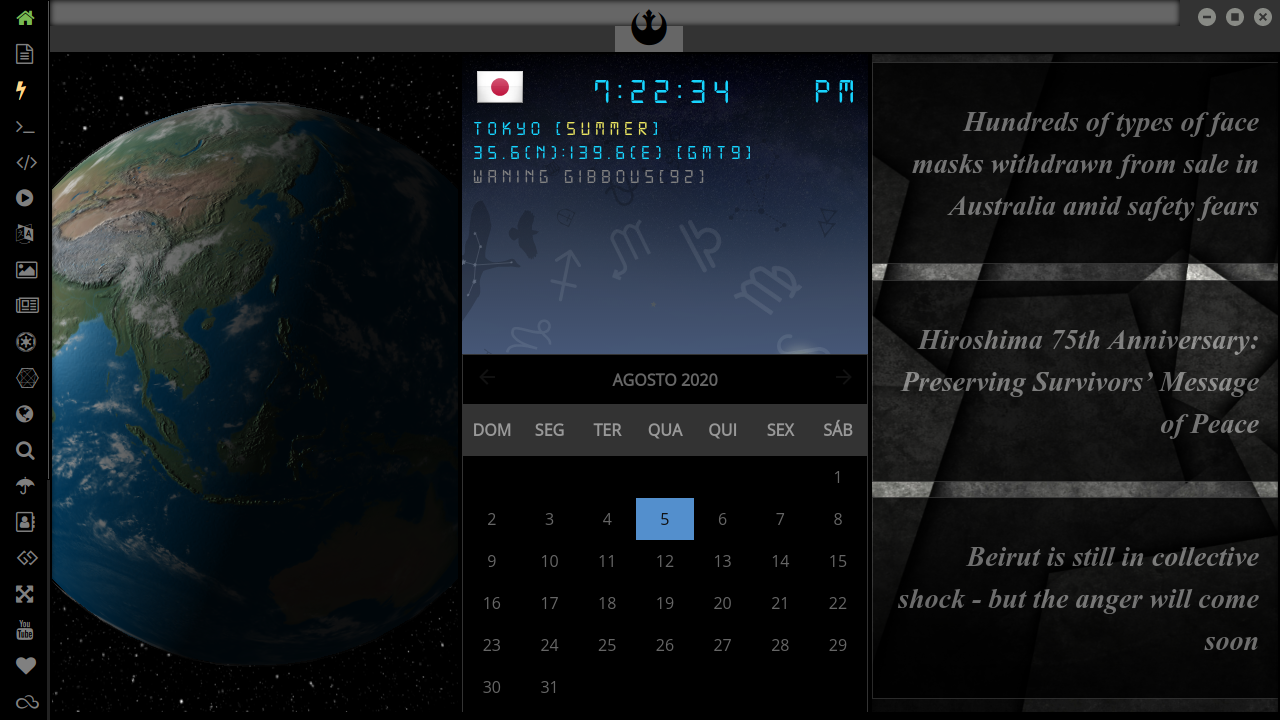 7:22:34 PM
TOKYO [SUMMER]
35.6(N):139.6(E) [GMT9]
WANING GIBBOUS[92]
AGOSTO 2020
DOM SEG TER QUA QUI SEX SÁB
1
2 3 4 5 6 7 8
9 10 11 12 13 14 15
16 17 18 19 20 21 22
23 24 25 26 27 28 29
30 31
Hundreds of types of face
masks withdrawn from sale in
Australia amid safety fears
Hiroshima 75th Anniversary:
Preserving Survivors’ Message
of Peace
Beirut is still in collective
shock - but the anger will come
soon
You
Tube